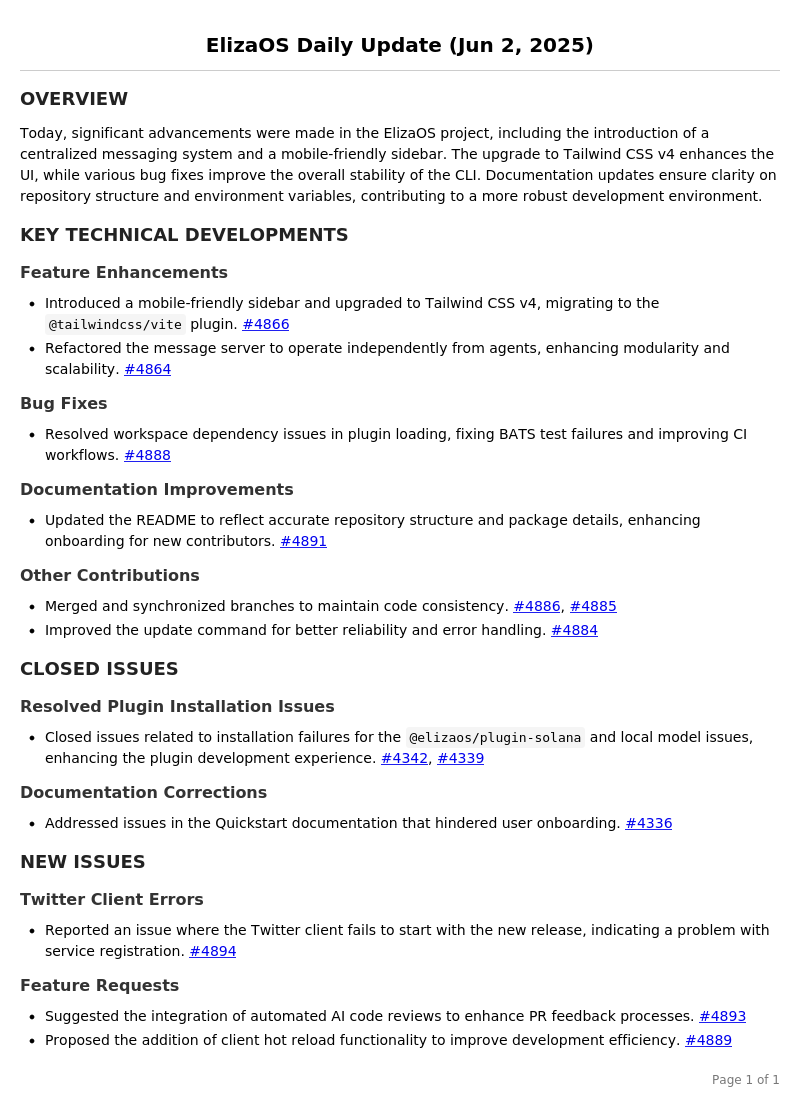 ElizaOS Daily Update (Jun 2, 2025)
OVERVIEW
Today, significant advancements were made in the ElizaOS project, including the introduction of a
centralized messaging system and a mobile-friendly sidebar. The upgrade to Tailwind CSS v4 enhances the
UI, while various bug fixes improve the overall stability of the CLI. Documentation updates ensure clarity on
repository structure and environment variables, contributing to a more robust development environment.
KEY TECHNICAL DEVELOPMENTS
Feature Enhancements
• Introduced a mobile-friendly sidebar and upgraded to Tailwind CSS v4, migrating to the
@tailwindcss/vite plugin. #4866
• Refactored the message server to operate independently from agents, enhancing modularity and
scalability. #4864
Bug Fixes
• Resolved workspace dependency issues in plugin loading, fixing BATS test failures and improving CI
workflows. #4888
Documentation Improvements
• Updated the README to reflect accurate repository structure and package details, enhancing
onboarding for new contributors. #4891
Other Contributions
• Merged and synchronized branches to maintain code consistency. #4886, #4885
• Improved the update command for better reliability and error handling. #4884
CLOSED ISSUES
Resolved Plugin Installation Issues
• Closed issues related to installation failures for the @elizaos/plugin-solana and local model issues,
enhancing the plugin development experience. #4342, #4339
Documentation Corrections
• Addressed issues in the Quickstart documentation that hindered user onboarding. #4336
NEW ISSUES
Twitter Client Errors
• Reported an issue where the Twitter client fails to start with the new release, indicating a problem with
service registration. #4894
Feature Requests
• Suggested the integration of automated AI code reviews to enhance PR feedback processes. #4893
• Proposed the addition of client hot reload functionality to improve development efficiency. #4889
Page 1 of 1